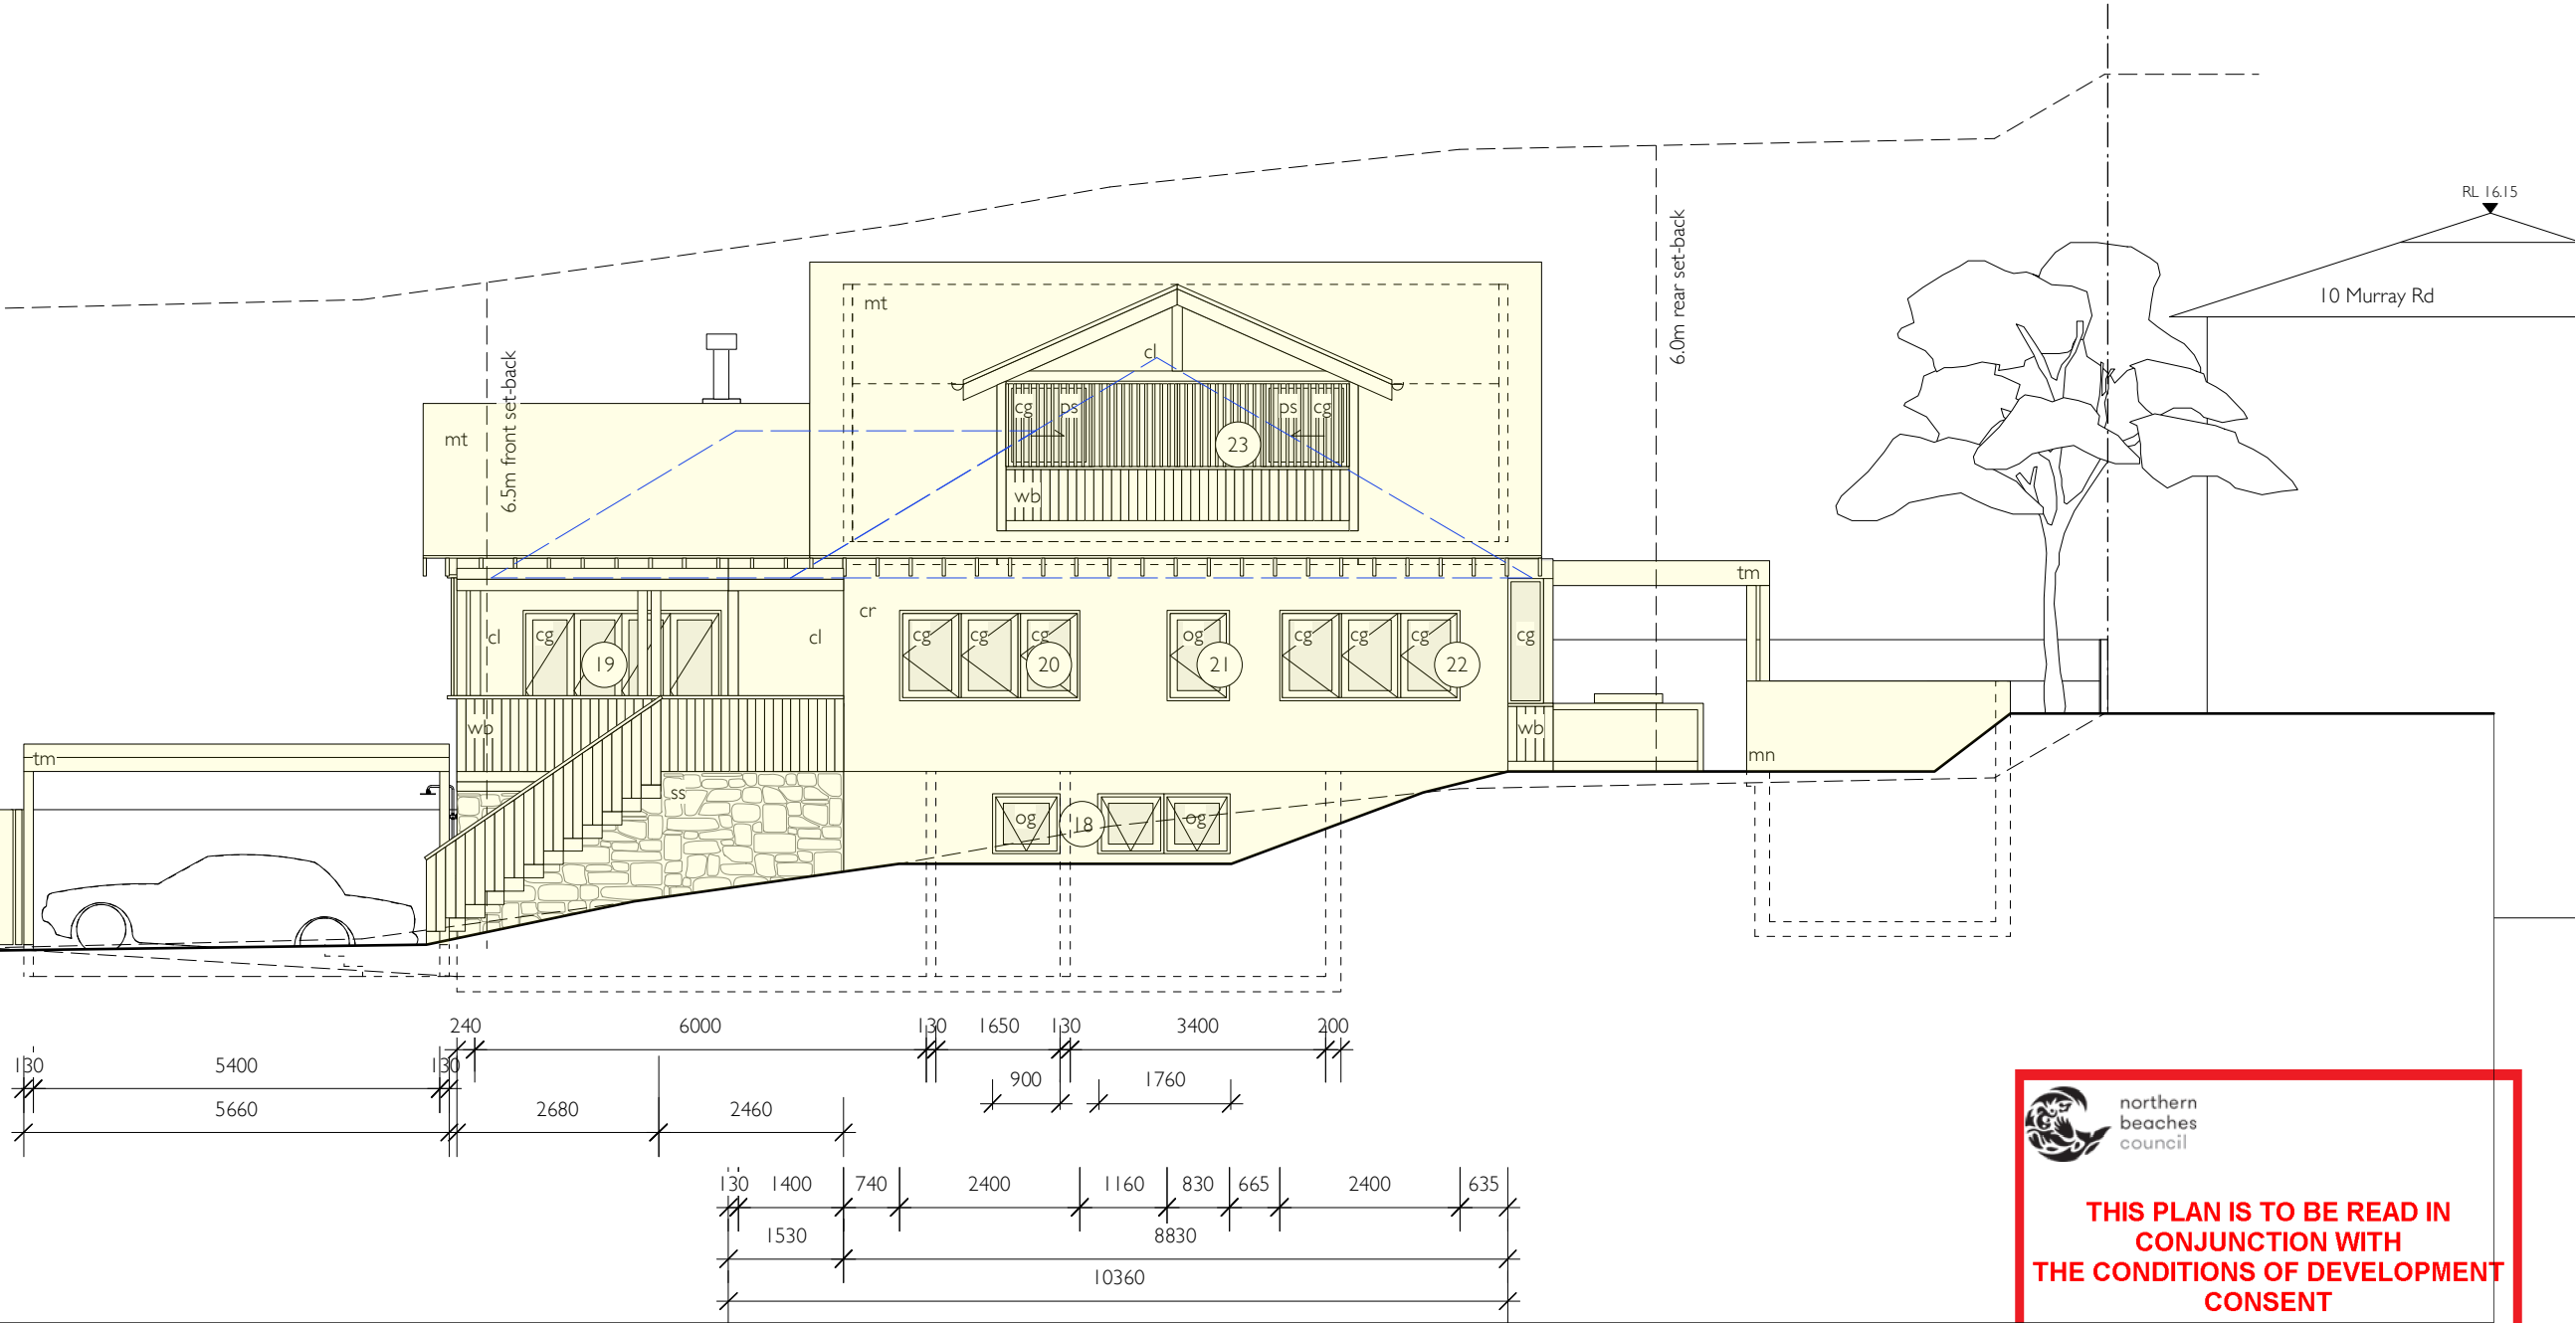 RL 16.15
10 Murray Rd
6.0m rear set-back
6.5m front set-back
mt
cl
mt
cg ps ps cg
23
wb
tm
cr
cl cg cl
19
cg cg cg
20
og
21
cg cg cg
22
cg
wb
wb
mn
tm
ss
og 18 og
240 6000 130 1650 130 3400 200
130 5400 130
900 1760
5660 2680 2460
130 1400 740 2400 1160 830 665 2400 635
1530 8830
10360
northern
beaches
council
THIS PLAN IS TO BE READ IN
CONJUNCTION WITH
THE CONDITIONS OF DEVELOPMENT
CONSENT